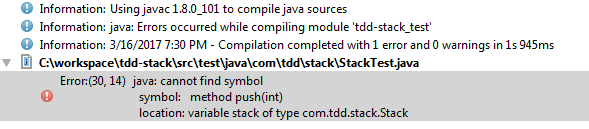 Information: Using javac 1.8.0_101 to compile java sources
Information: java: Errors occurred while compiling module 'tdd-stack_test'
Information: 3/16/2017 7:30 PM - Compilation completed with 1 error and 0 warnings in 1s 945ms
C:\workspace\tdd-stack\src\test\java\com\tdd\stack\StackTest.java
Error:(30, 14) java: cannot find symbol
symbol: method push(int)
location: variable stack of type com.tdd.stack.Stack